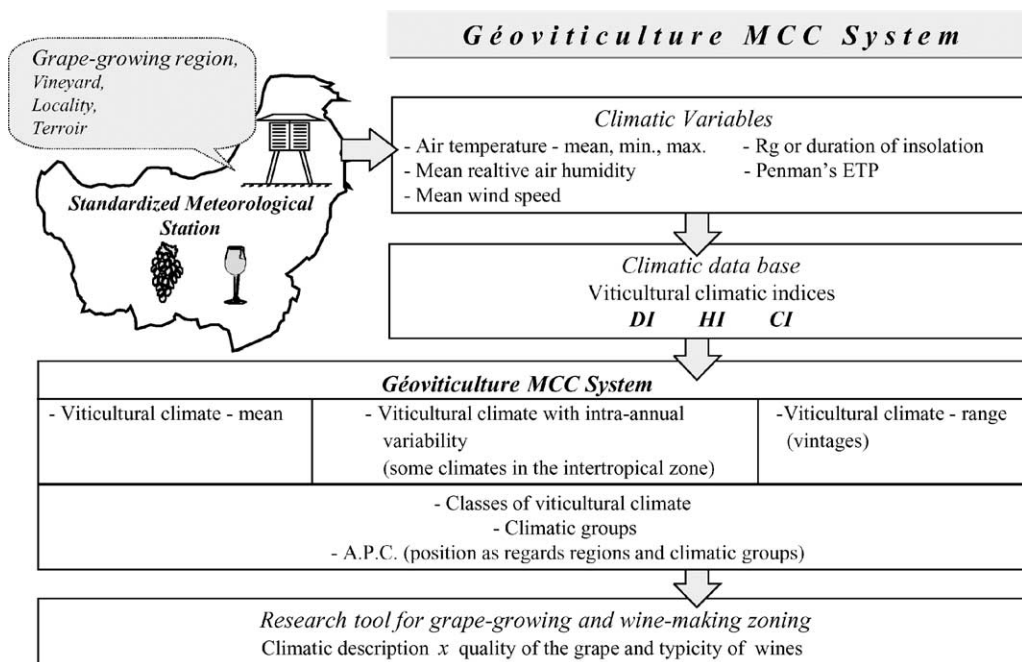 Géoviticulture MCC System
Grape-growing region,
Vineyard,
Locality,
Terroir
Standardized Meteorological
Station
Climatic Variables
- Air temperature - mean, min., max.
- Mean realtive air humidity
- Mean wind speed
- Rg or duration of insolation
- Penman's ETP
Climatic data base
Viticultural climatic indices
DI HI CI
Géoviticulture MCC System
- Viticultural climate - mean
- Viticultural climate with intra-annual
variability
(some climates in the intertropical zone)
-Viticultural climate - range
(vintages)
- Classes of viticultural climate
- Climatic groups
- A.P.C. (position as regards regions and climatic groups)
Research tool for grape-growing and wine-making zoning
Climatic description x quality of the grape and typicity of wines